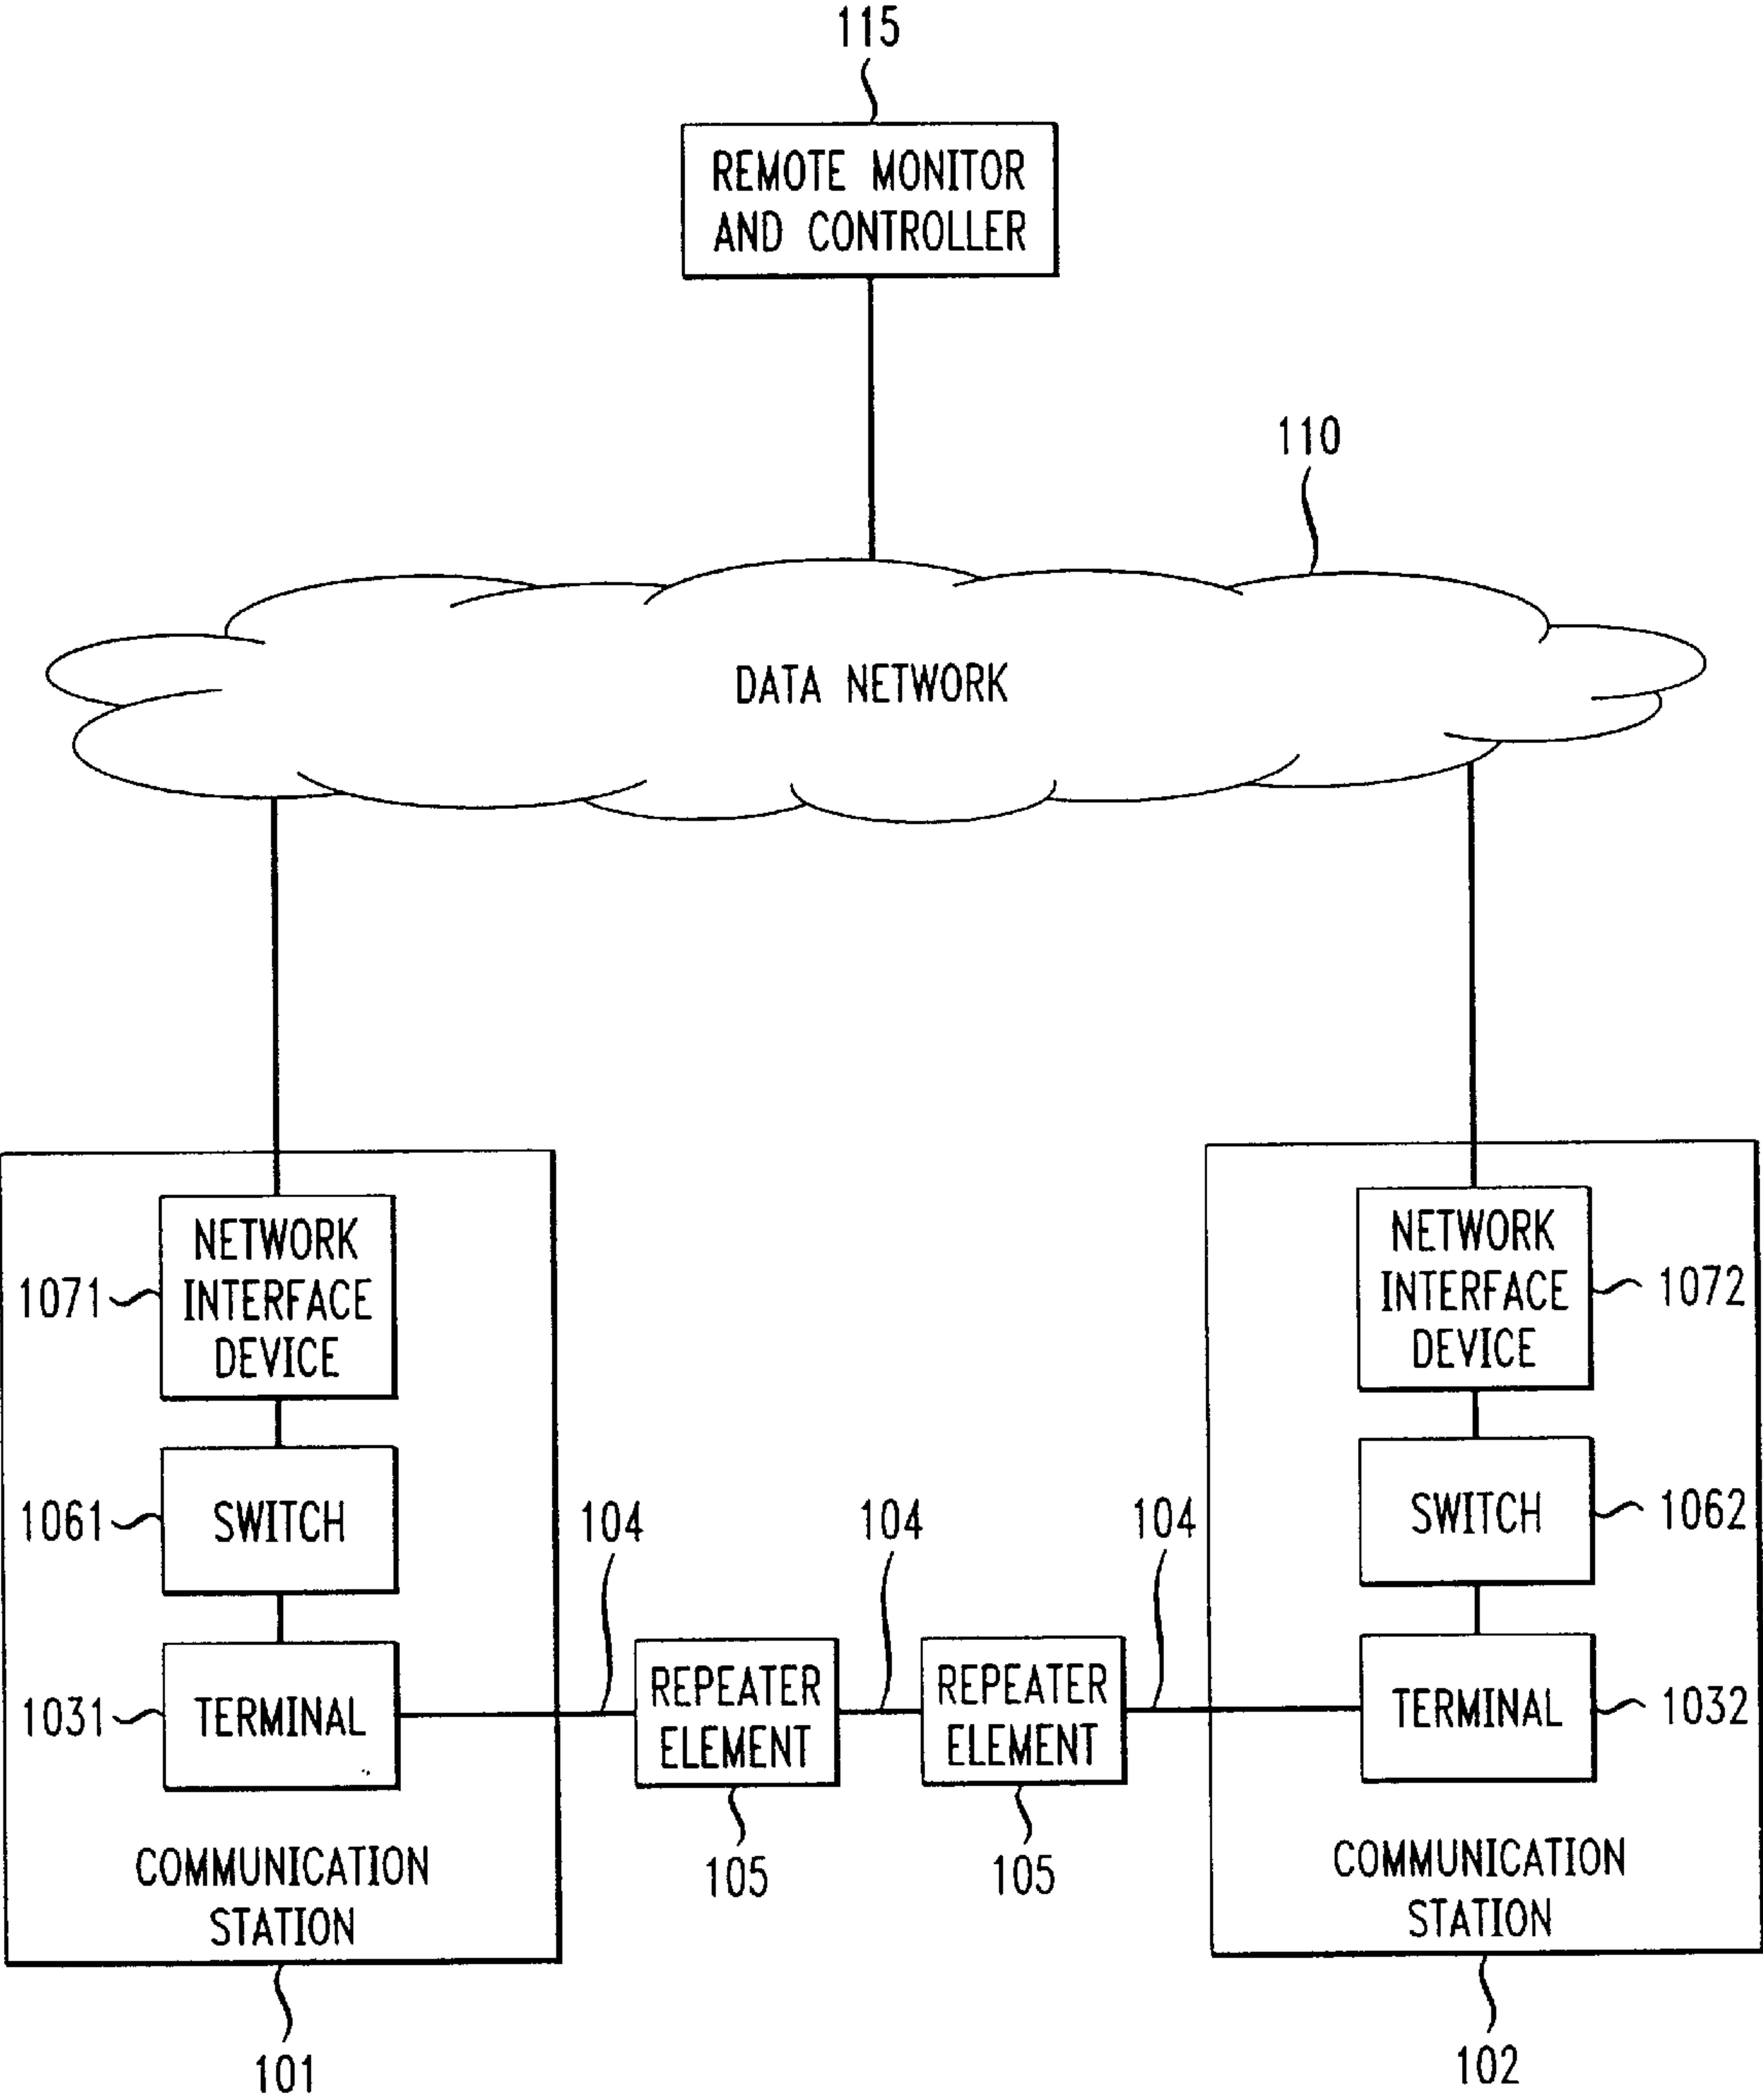 115
REMOTE MONITOR
AND CONTROLLER
110
DATA NETWORK
NETWORK
INTERFACE
DEVICE
1071
NETWORK
INTERFACE
DEVICE
1072
1061
SWITCH
104
104
104
SWITCH
1062
1031
TERMINAL
REPEATER
ELEMENT
REPEATER
ELEMENT
TERMINAL
1032
105
105
COMMUNICATION
STATION
COMMUNICATION
STATION
101
102